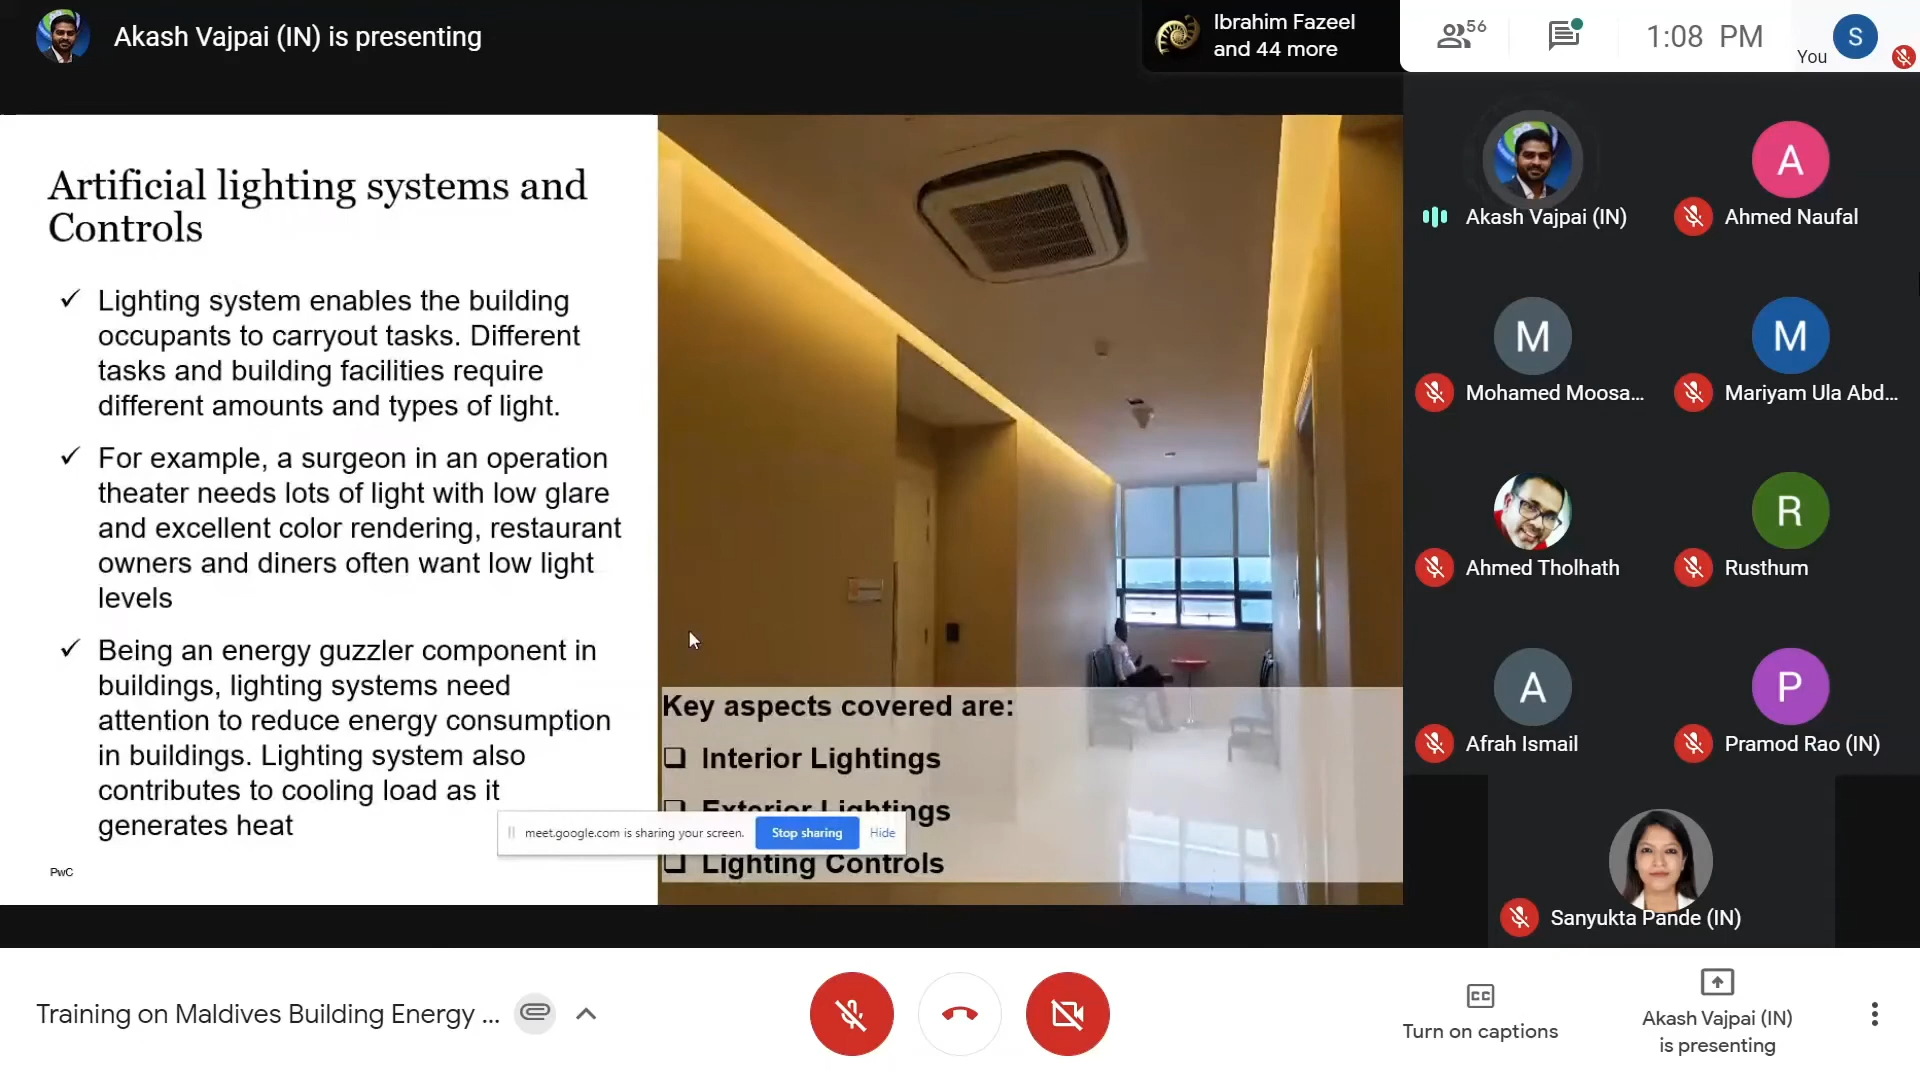 Akash Vajpai (IN) is presenting
Ibrahim Fazeel
and 44 more
56
1:08 PM
You
S
Artificial lighting systems and
Controls
✓ Lighting system enables the building
occupants to carryout tasks. Different
tasks and building facilities require
different amounts and types of light.
✓ For example, a surgeon in an operation
theater needs lots of light with low glare
and excellent color rendering, restaurant
owners and diners often want low light
levels
✓ Being an energy guzzler component in
buildings, lighting systems need
attention to reduce energy consumption
in buildings. Lighting system also
contributes to cooling load as it
generates heat
PwC
Key aspects covered are:
❑ Interior Lightings
❑ Exterior Lightings
❑ Lighting Controls
meet.google.com is sharing your screen.
Stop sharing
Hide
Akash Vajpai (IN)
A
Ahmed Naufal
M
Mohamed Moosa...
M
Mariyam Ula Abd...
Ahmed Tholhath
R
Rusthum
A
Afrah Ismail
P
Pramod Rao (IN)
Sanyukta Pande (IN)
Training on Maldives Building Energy ...
CC
Turn on captions
Akash Vajpai (IN)
is presenting